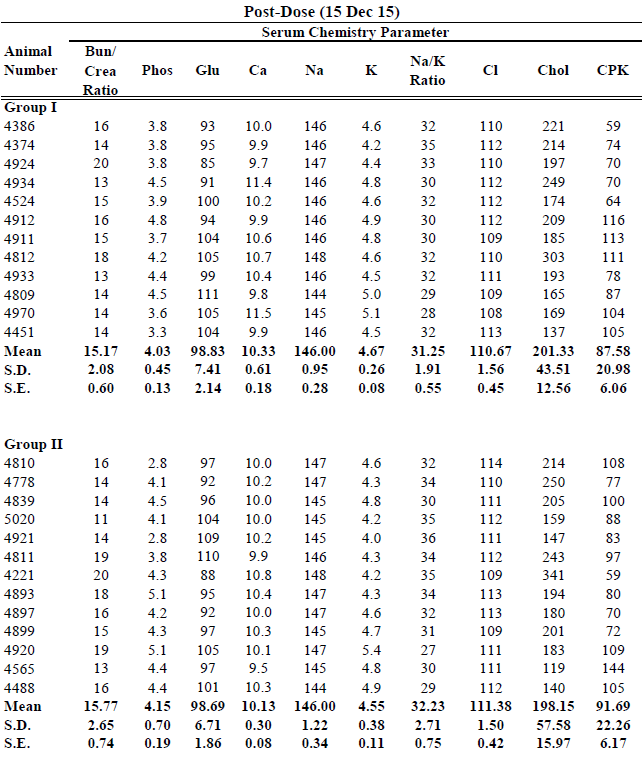 Post-Dose (15 Dec 15)
Serum Chemistry Parameter
Animal Number Bun/ Crea Ratio Phos Glu Ca Na K Na/K Ratio Cl Chol CPK
Group I
4386 16 3.8 93 10.0 146 4.6 32 110 221 59
4374 14 3.8 95 9.9 146 4.2 35 112 214 74
4924 20 3.8 85 9.7 147 4.4 33 110 197 70
4934 13 4.5 91 11.4 146 4.8 30 112 249 70
4524 15 3.9 100 10.2 146 4.6 32 112 174 64
4912 16 4.8 94 9.9 146 4.9 30 112 209 116
4911 15 3.7 104 10.6 146 4.8 30 109 185 113
4812 18 4.2 105 10.7 148 4.6 32 110 303 111
4933 13 4.4 99 10.4 146 4.5 32 111 193 78
4809 14 4.5 111 9.8 144 5.0 29 109 165 87
4970 14 3.6 105 11.5 145 5.1 28 108 169 104
4451 14 3.3 104 9.9 146 4.5 32 113 137 105
Mean 15.17 4.03 98.83 10.33 146.00 4.67 31.25 110.67 201.33 87.58
S.D. 2.08 0.45 7.41 0.61 0.95 0.26 1.91 1.56 43.51 20.98
S.E. 0.60 0.13 2.14 0.18 0.28 0.08 0.55 0.45 12.56 6.06
Group II
4810 16 2.8 97 10.0 147 4.6 32 114 214 108
4778 14 4.1 92 10.2 147 4.3 34 110 250 77
4839 14 4.5 96 10.0 145 4.8 30 111 205 100
5020 11 4.1 104 10.0 145 4.2 35 112 159 88
4921 14 2.8 109 10.2 145 4.0 36 111 147 83
4811 19 3.8 110 9.9 146 4.3 34 112 243 97
4221 20 4.3 88 10.8 148 4.2 35 109 341 59
4893 18 5.1 95 10.4 147 4.3 34 113 194 80
4897 16 4.2 92 10.0 147 4.6 32 113 180 70
4899 15 4.3 97 10.3 145 4.7 31 109 201 72
4920 19 5.1 105 10.1 147 5.4 27 111 183 109
4565 13 4.4 97 9.5 145 4.8 30 111 119 144
4488 16 4.4 101 10.3 144 4.9 29 112 140 105
Mean 15.77 4.15 98.69 10.13 146.00 4.55 32.23 111.38 198.15 91.69
S.D. 2.65 0.70 6.71 0.30 1.22 0.38 2.71 1.50 57.58 22.26
S.E. 0.74 0.19 1.86 0.08 0.34 0.11 0.75 0.42 15.97 6.17